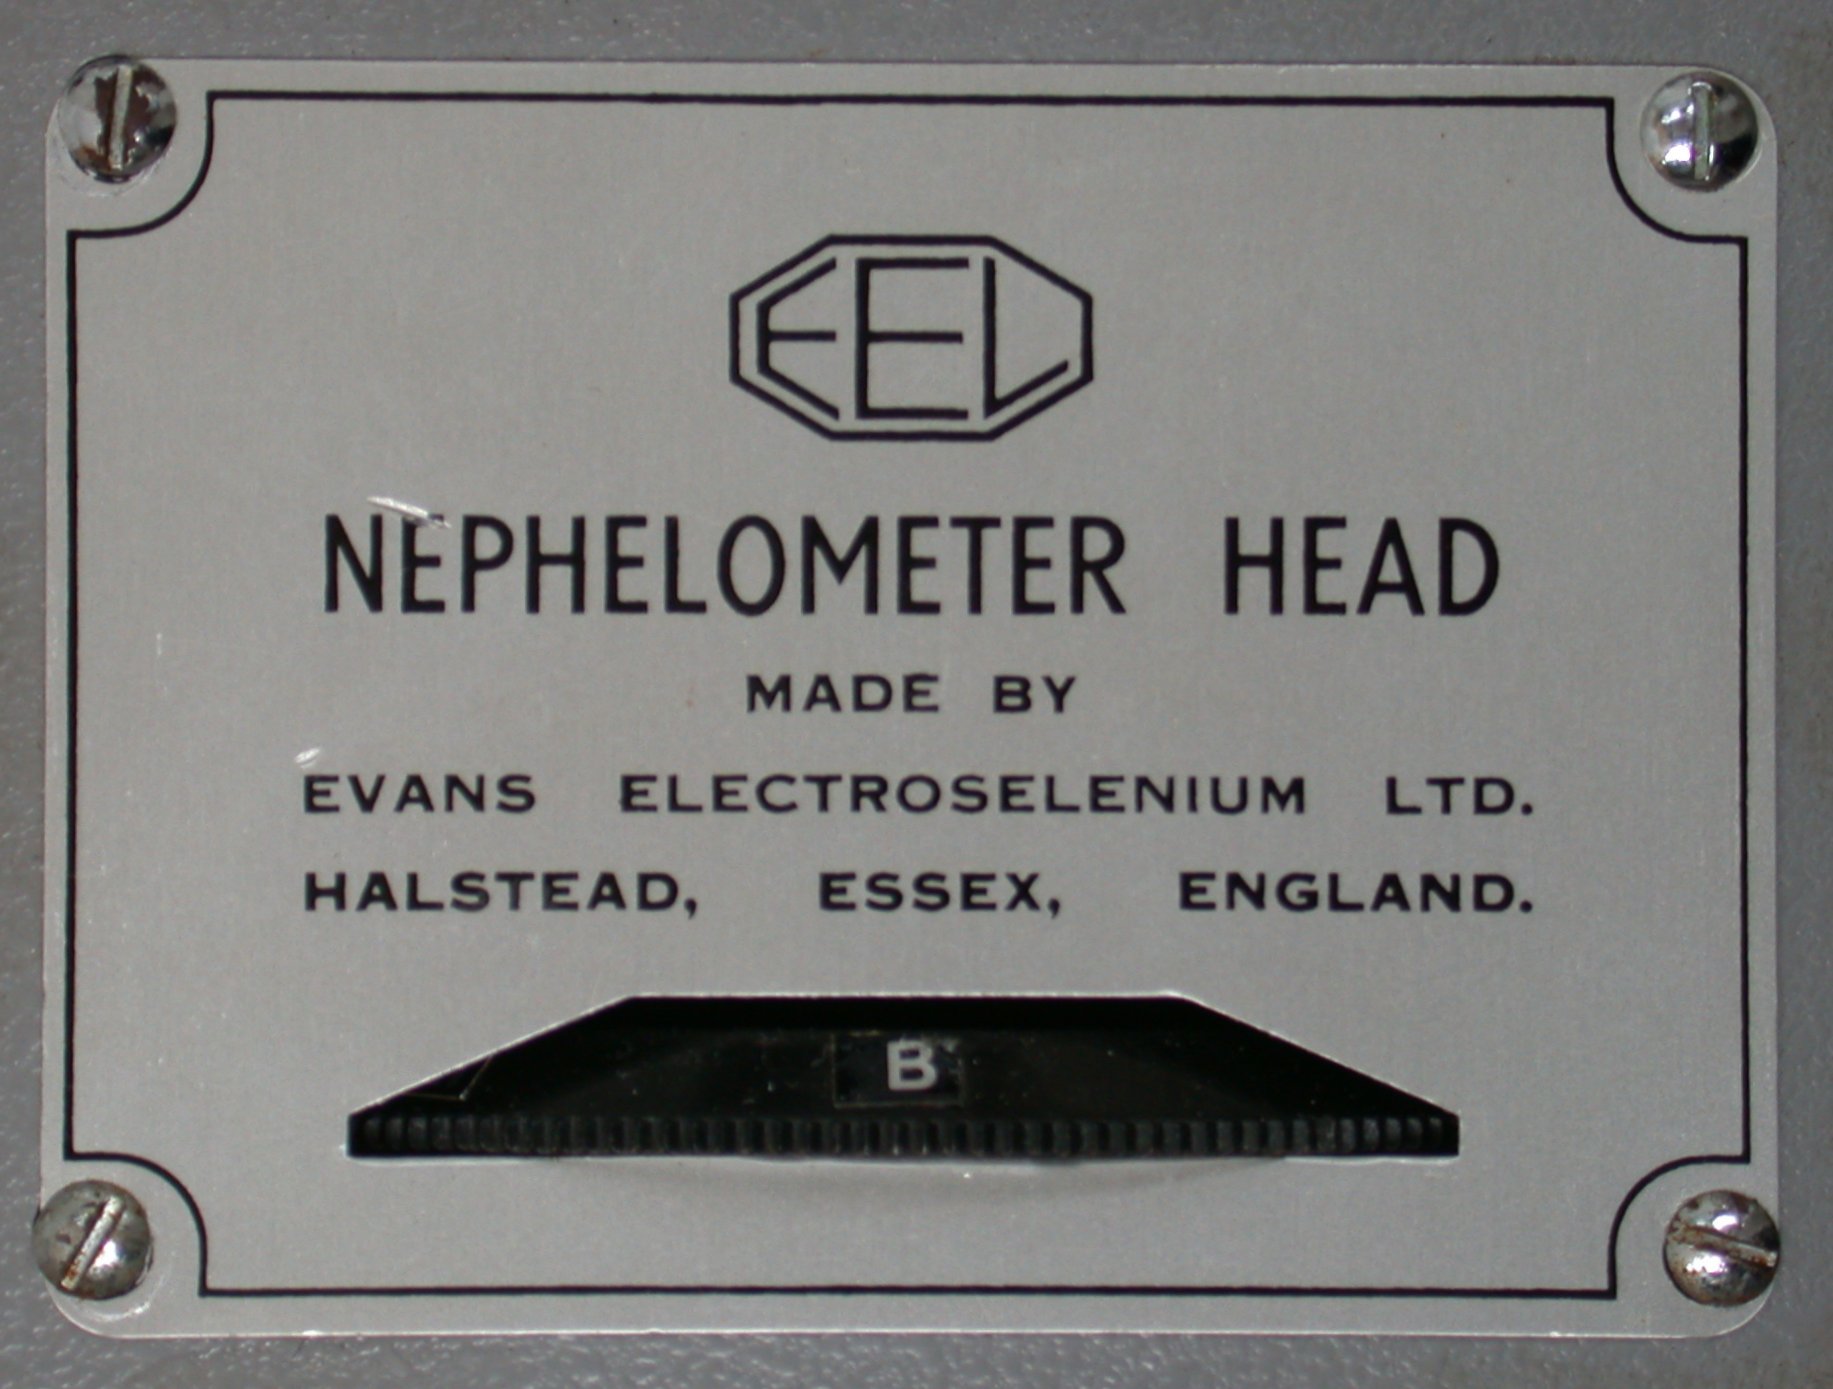 EEL
NEPHELOMETER HEAD
MADE BY
EVANS ELECTROSELENIUM LTD.
HALSTEAD, ESSEX, ENGLAND.
B